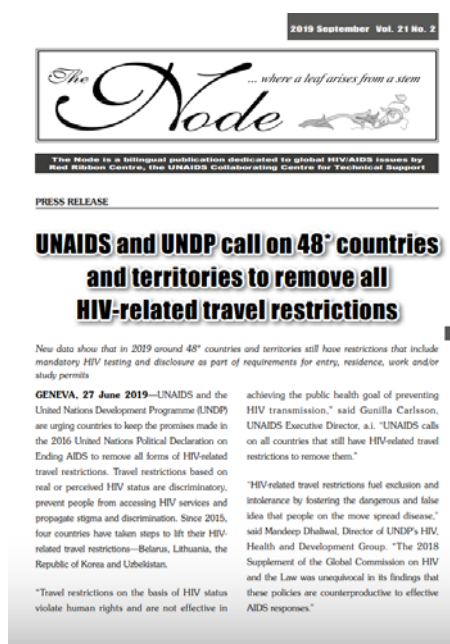 2019 September Vol. 21 No. 2
The
Node
... where a leaf arises from a stem
The Node is a bilingual publication dedicated to global HIV/AIDS issues by
Red Ribbon Centre, the UNAIDS Collaborating Centre for Technical Support
PRESS RELEASE
UNAIDS and UNDP call on 48* countries
and territories to remove all
HIV-related travel restrictions
New data show that in 2019 around 48* countries and territories still have restrictions that include
mandatory HIV testing and disclosure as part of requirements for entry, residence, work and/or
study permits
GENEVA, 27 June 2019—UNAIDS and the
United Nations Development Programme (UNDP)
are urging countries to keep the promises made in
the 2016 United Nations Political Declaration on
Ending AIDS to remove all forms of HIV-related
travel restrictions. Travel restrictions based on
real or perceived HIV status are discriminatory,
prevent people from accessing HIV services and
propagate stigma and discrimination. Since 2015,
four countries have taken steps to lift their HIV-
related travel restrictions—Belarus, Lithuania, the
Republic of Korea and Uzbekistan.
"Travel restrictions on the basis of HIV status
violate human rights and are not effective in
achieving the public health goal of preventing
HIV transmission," said Gunilla Carlsson,
UNAIDS Executive Director, a.i. "UNAIDS calls
on all countries that still have HIV-related travel
restrictions to remove them."
"HIV-related travel restrictions fuel exclusion and
intolerance by fostering the dangerous and false
idea that people on the move spread disease,"
said Mandeep Dhaliwal, Director of UNDP's HIV,
Health and Development Group. "The 2018
Supplement of the Global Commission on HIV
and the Law was unequivocal in its findings that
these policies are counterproductive to effective
AIDS responses."